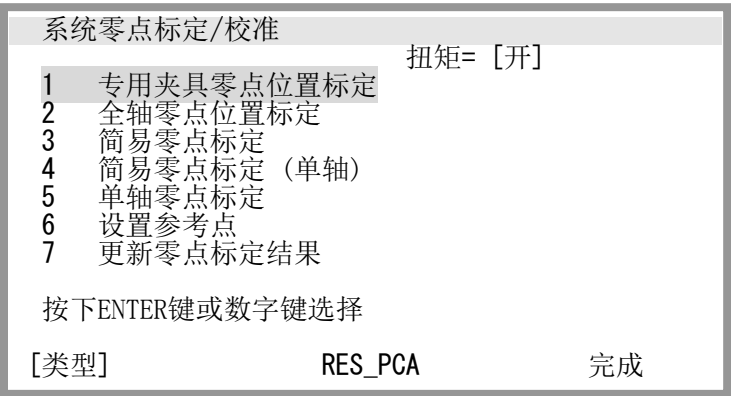 系统零点标定/校准
扭矩= [开]
1 专用夹具零点位置标定
2 全轴零点位置标定
3 简易零点标定
4 简易零点标定 (单轴)
5 单轴零点标定
6 设置参考点
7 更新零点标定结果
按下ENTER键或数字键选择
[类型] RES_PCA 完成